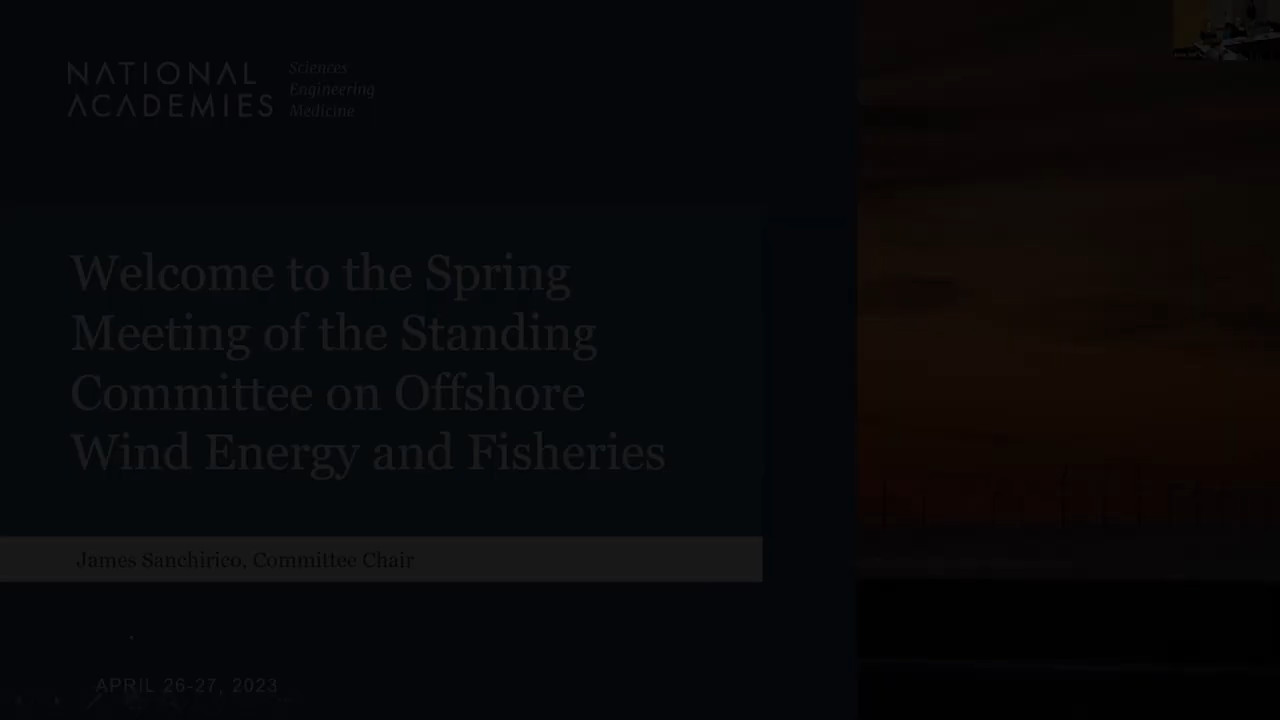 NATIONAL
ACADEMIES
Sciences
Engineering
Medicine
Welcome to the Spring
Meeting of the Standing
Committee on Offshore
Wind Energy and Fisheries
James Sanchirico, Committee Chair
APRIL 26-27, 2023